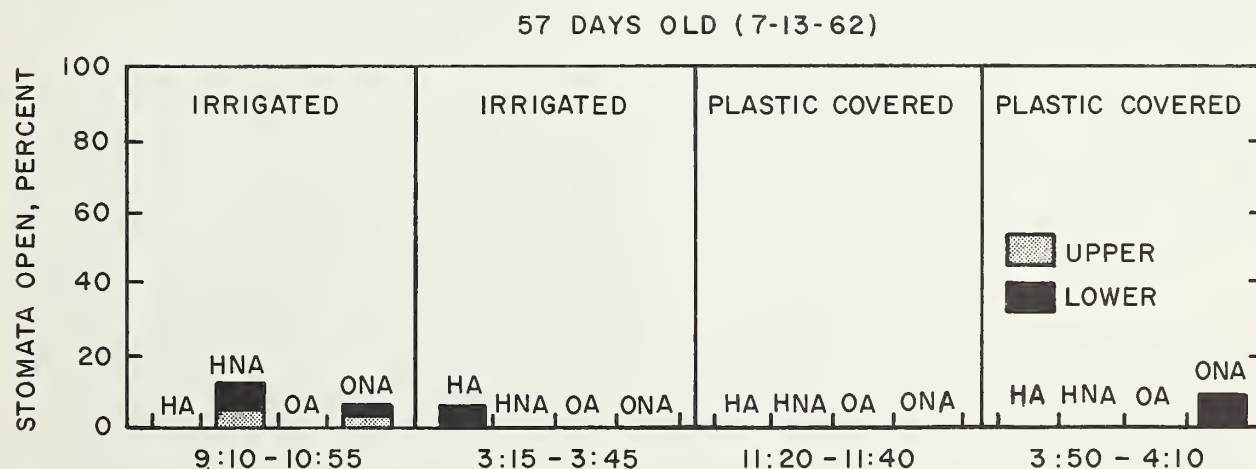 57 DAYS OLD (7-13-62)
STOMATA OPEN, PERCENT
100
80
60
40
20
0
IRRIGATED
HA
HNA
OA
ONA
9:10-10:55
IRRIGATED
HA
HNA
OA
ONA
3:15-3:45
PLASTIC COVERED
HA
HNA
OA
ONA
11:20-11:40
PLASTIC COVERED
UPPER
LOWER
HA
HNA
OA
ONA
3:50-4:10